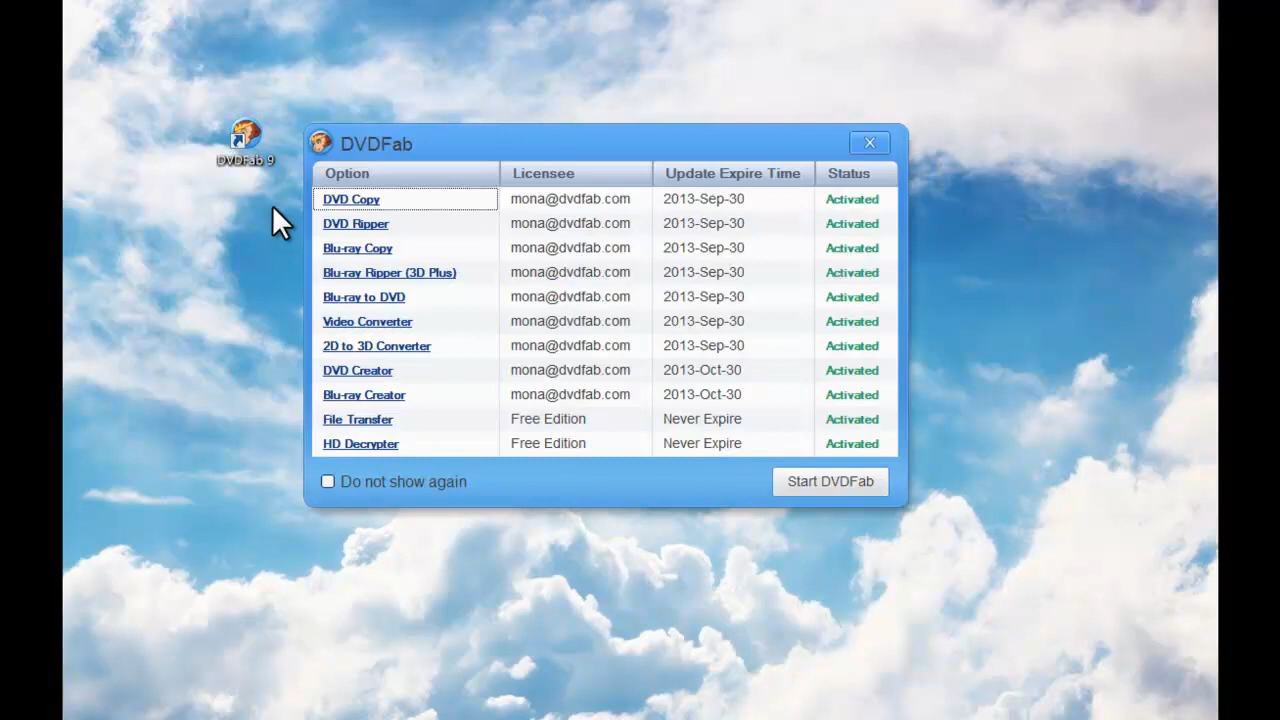 DVDFab 9
DVDFab
Option Licensee Update Expire Time Status
DVD Copy mona@dvdfab.com 2013-Sep-30 Activated
DVD Ripper mona@dvdfab.com 2013-Sep-30 Activated
Blu-ray Copy mona@dvdfab.com 2013-Sep-30 Activated
Blu-ray Ripper (3D Plus) mona@dvdfab.com 2013-Sep-30 Activated
Blu-ray to DVD mona@dvdfab.com 2013-Sep-30 Activated
Video Converter mona@dvdfab.com 2013-Sep-30 Activated
2D to 3D Converter mona@dvdfab.com 2013-Sep-30 Activated
DVD Creator mona@dvdfab.com 2013-Oct-30 Activated
Blu-ray Creator mona@dvdfab.com 2013-Oct-30 Activated
File Transfer Free Edition Never Expire Activated
HD Decrypter Free Edition Never Expire Activated
Do not show again Start DVDFab